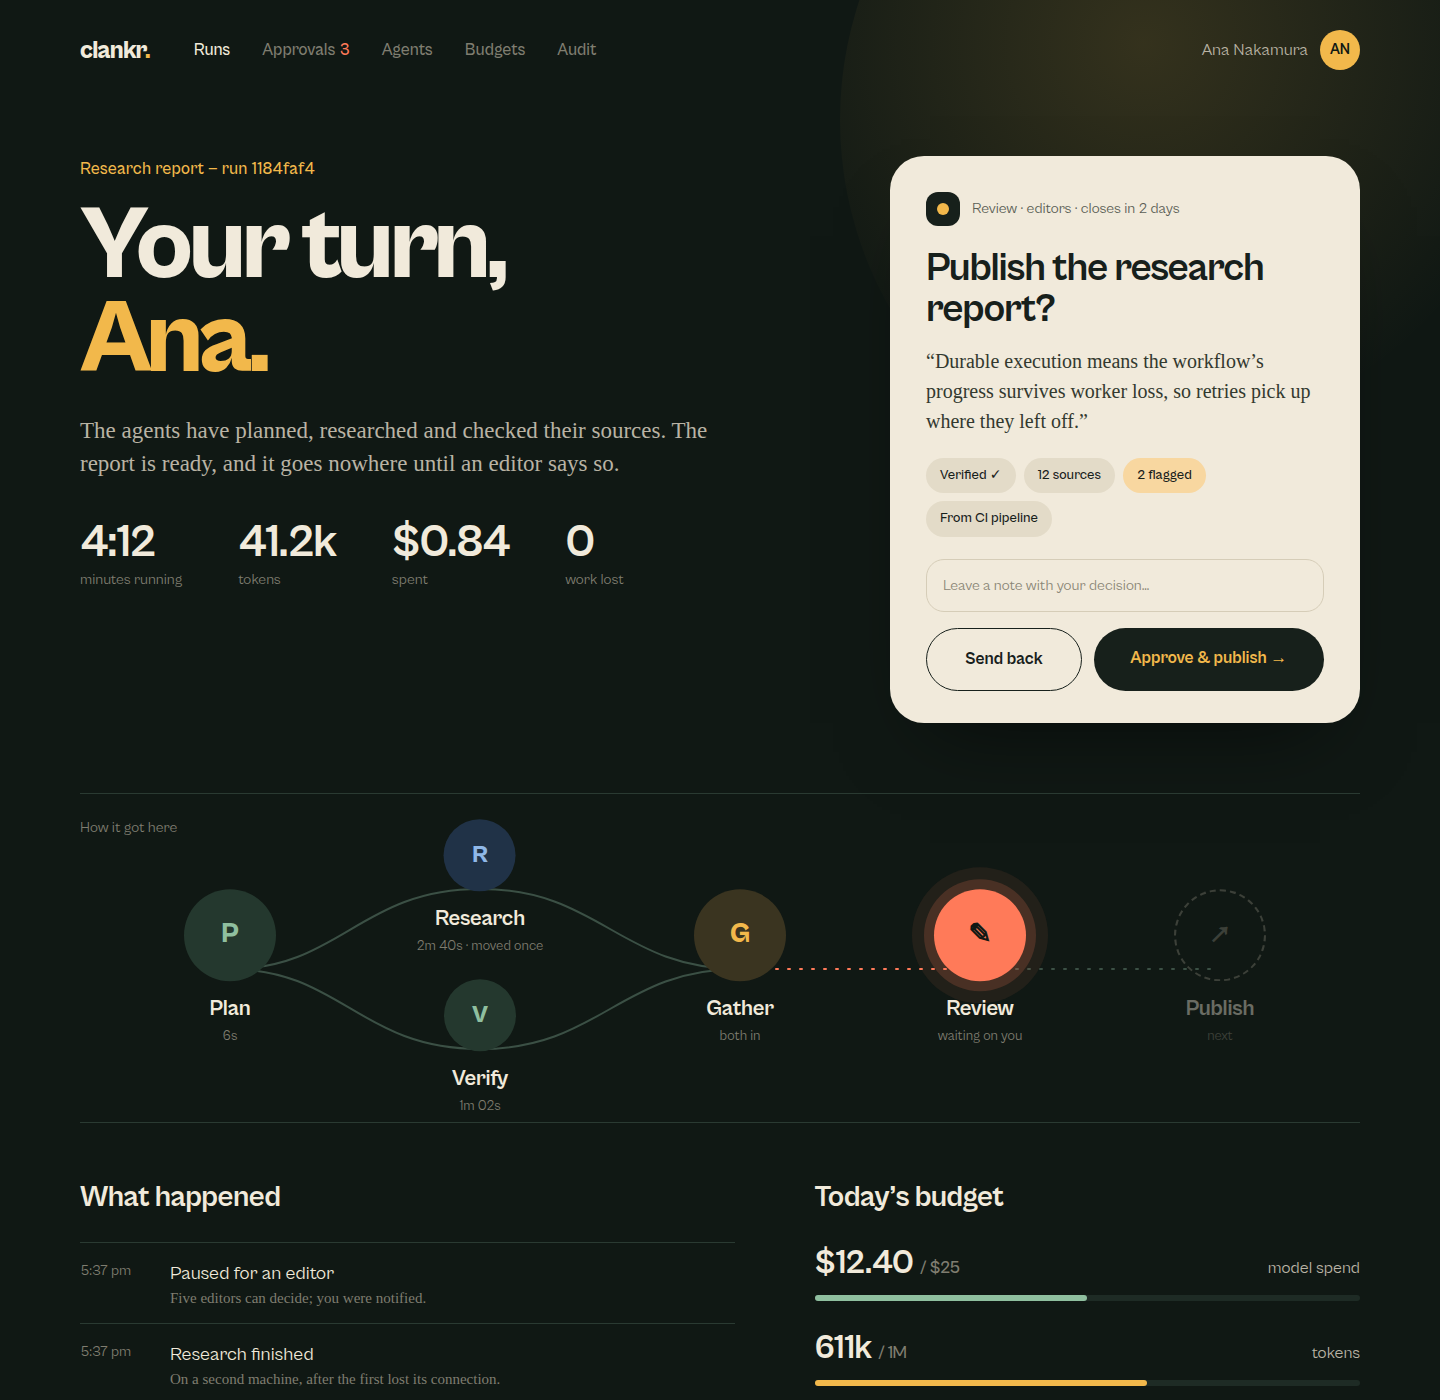 clankr.
Runs
Approvals 3
Agents
Budgets
Audit
Ana Nakamura
AN
Research report – run 1184faf4
Your turn,
Ana.
The agents have planned, researched and checked their sources. The
report is ready, and it goes nowhere until an editor says so.
4:12
minutes running
41.2k
tokens
$0.84
spent
0
work lost
Review · editors · closes in 2 days
Publish the research
report?
“Durable execution means the workflow’s
progress survives worker loss, so retries pick up
where they left off.”
Verified ✓
12 sources
2 flagged
From CI pipeline
Leave a note with your decision…
Send back
Approve & publish →
How it got here
P
Plan
6s
R
Research
2m 40s · moved once
V
Verify
1m 02s
G
Gather
both in
✎
Review
waiting on you
↗
Publish
next
What happened
5:37 pm
Paused for an editor
Five editors can decide; you were notified.
5:37 pm
Research finished
On a second machine, after the first lost its connection.
Today’s budget
$12.40 / $25
model spend
611k / 1M
tokens